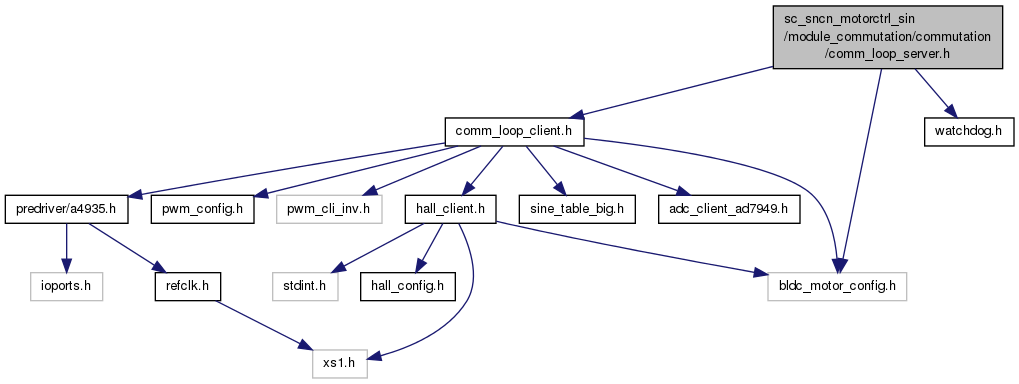 sc_sncn_motorctrl_sin
/module_commutation/commutation
/comm_loop_server.h
comm_loop_client.h
watchdog.h
predriver/a4935.h
pwm_config.h
pwm_cli_inv.h
hall_client.h
sine_table_big.h
adc_client_ad7949.h
ioports.h
refclk.h
stdint.h
hall_config.h
bldc_motor_config.h
xs1.h